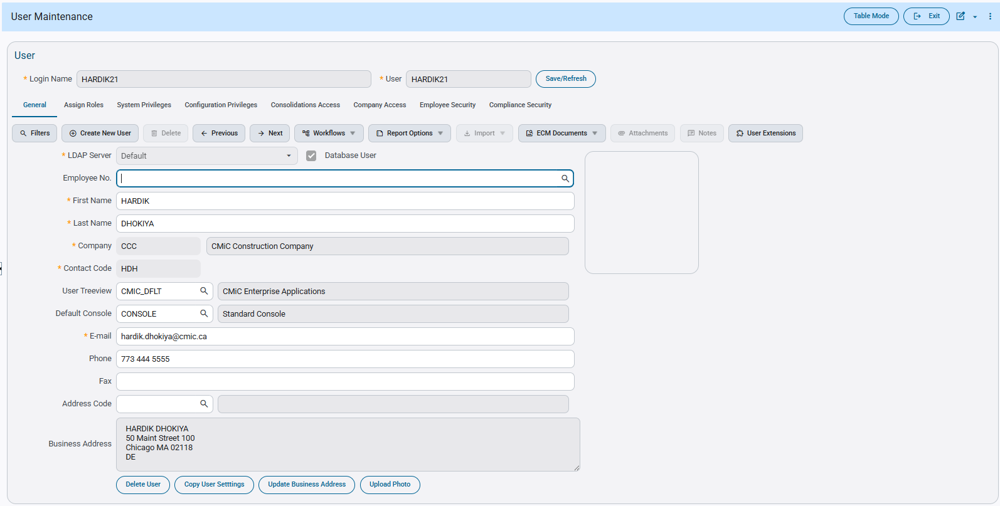 User Maintenance
Table Mode
Exit
User
* Login Name HARDIK21 * User HARDIK21 Save/Refresh
General Assign Roles System Privileges Configuration Privileges Consolidations Access Company Access Employee Security Compliance Security
Filters Create New User Delete Previous Next Workflows Report Options Import ECM Documents Attachments Notes User Extensions
* LDAP Server Default Database User
Employee No.
* First Name HARDIK
* Last Name DHOKIYA
* Company CCC CMiC Construction Company
* Contact Code HDH
User Treeview CMIC_DFLT CMiC Enterprise Applications
Default Console CONSOLE Standard Console
* E-mail hardik.dhokiya@cmic.ca
Phone 773 444 5555
Fax
Address Code
Business Address
HARDIK DHOKIYA
50 Maint Street 100
Chicago MA 02118
DE
Delete User Copy User Setttings Update Business Address Upload Photo